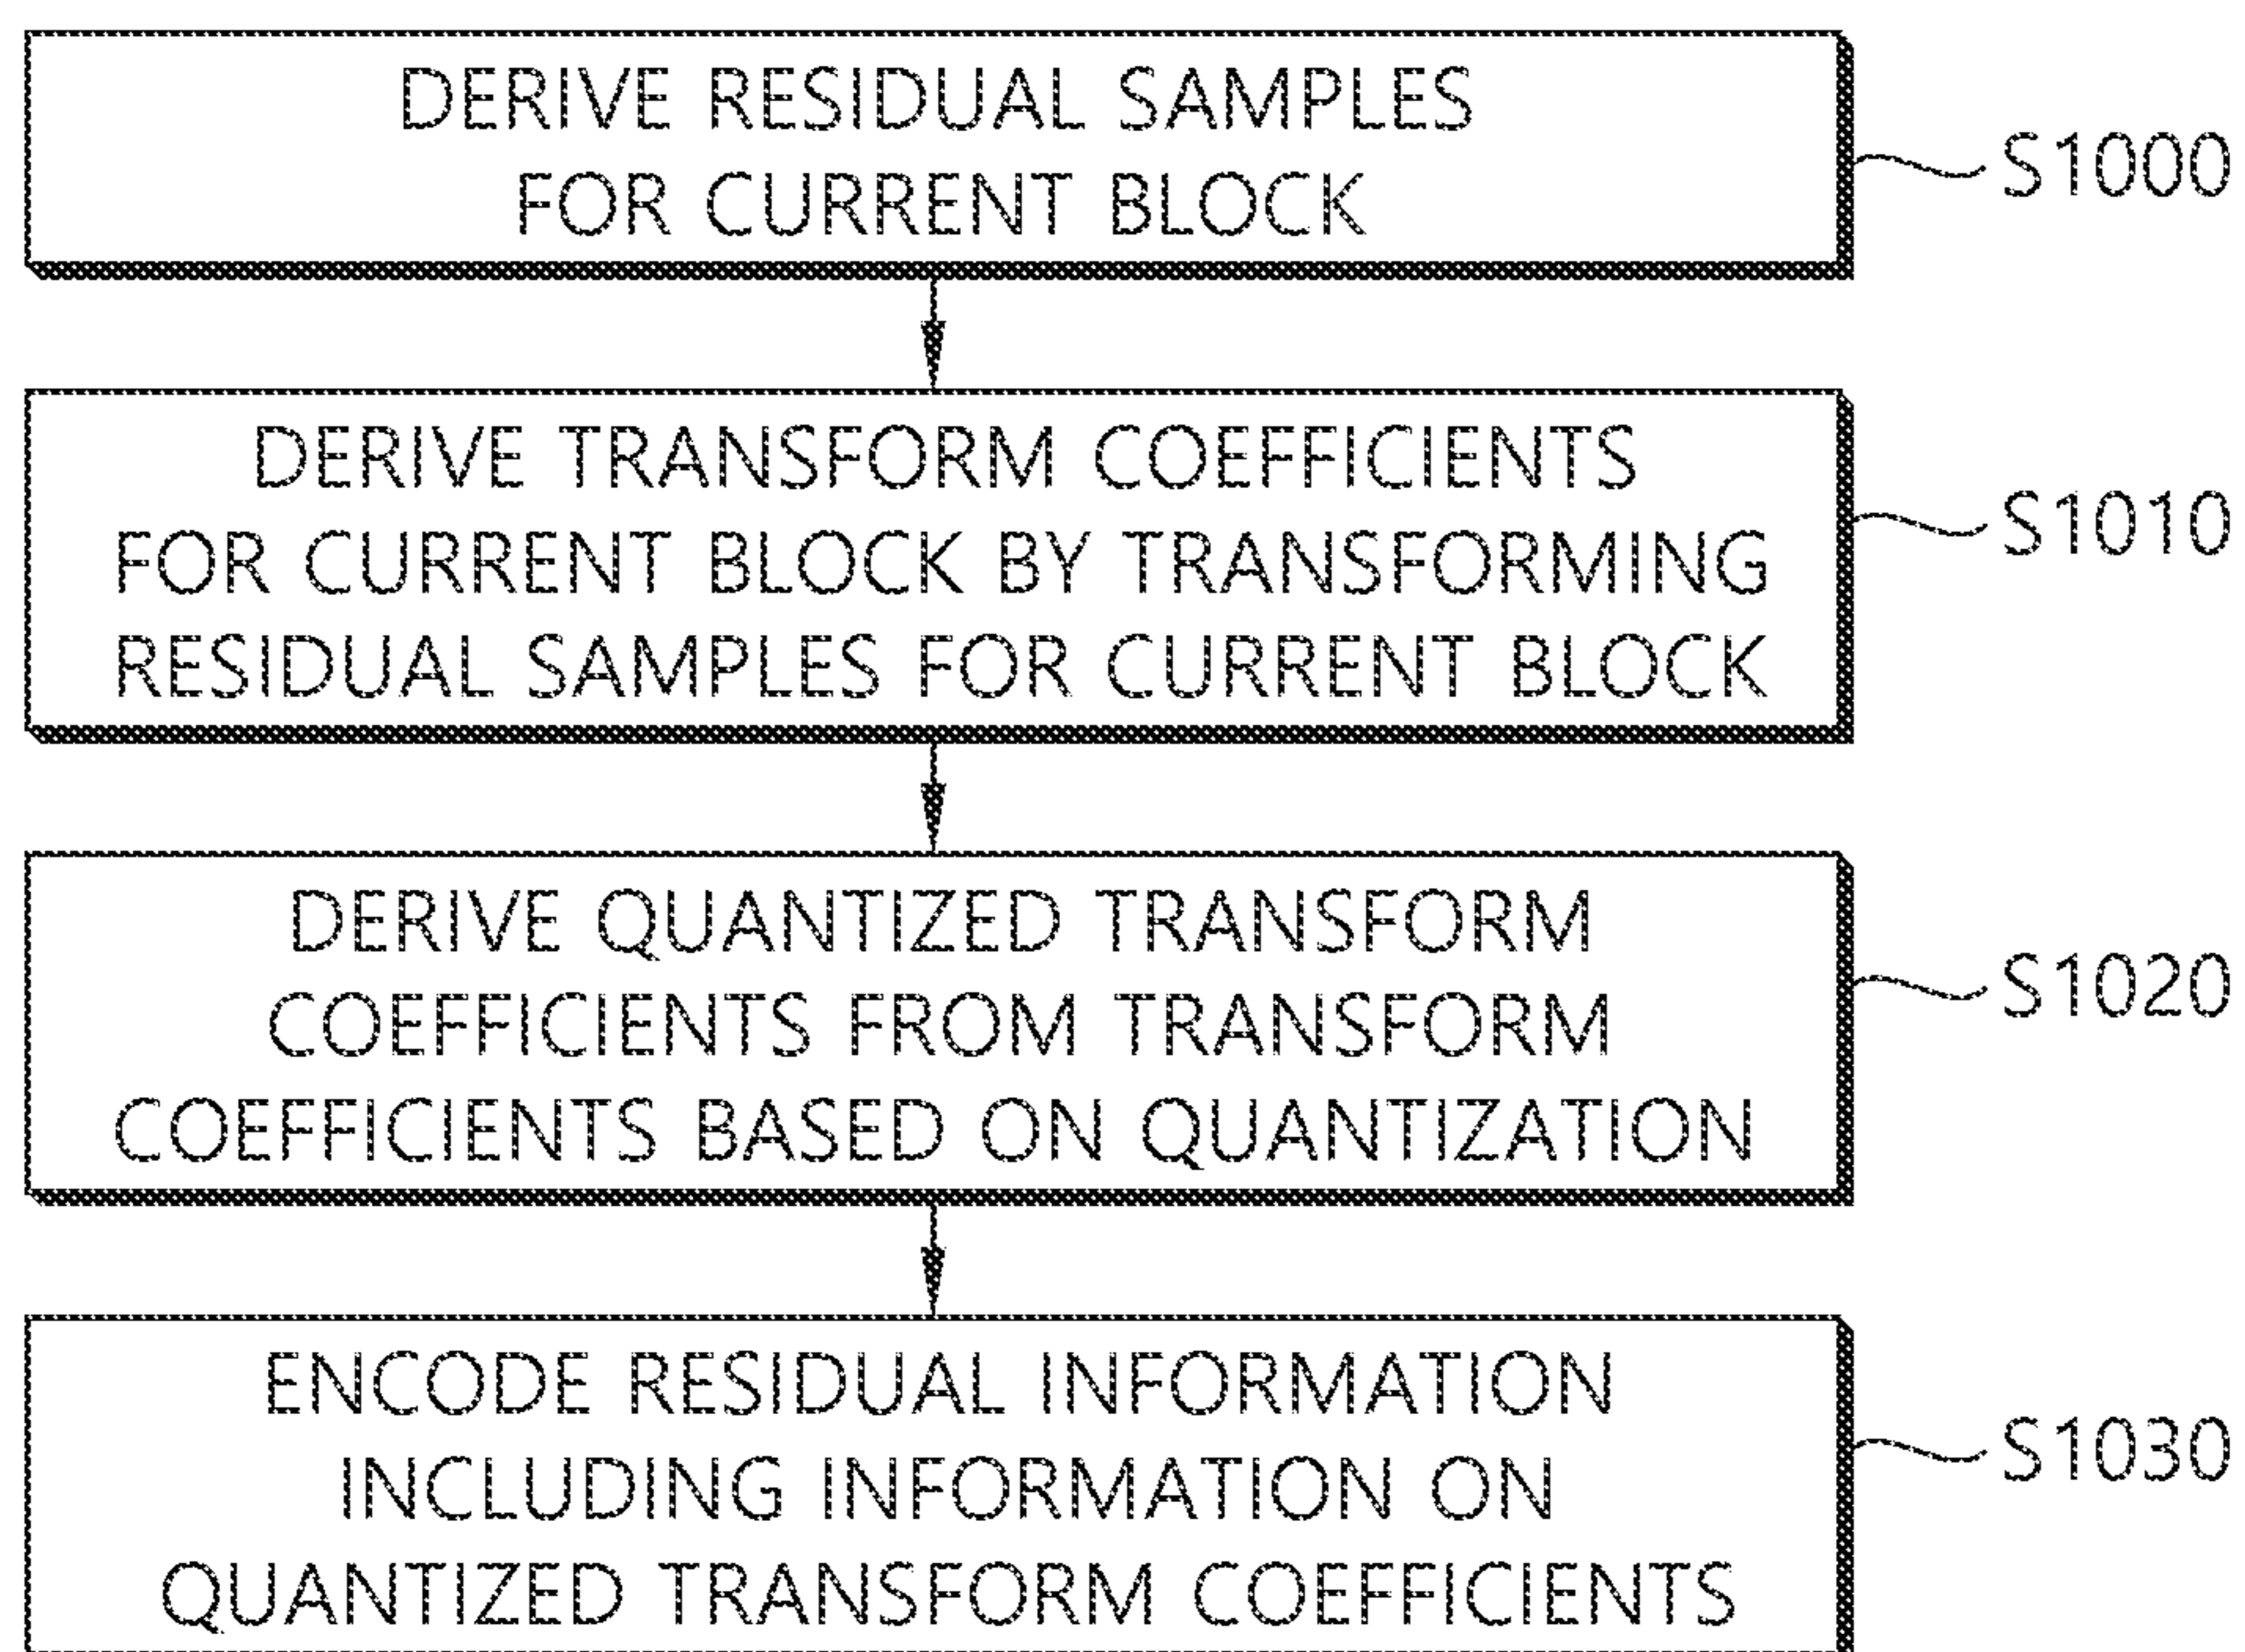 DERIVE RESIDUAL SAMPLES
FOR CURRENT BLOCK
S1000
DERIVE TRANSFORM COEFFICIENTS
FOR CURRENT BLOCK BY TRANSFORMING
RESIDUAL SAMPLES FOR CURRENT BLOCK
S1010
DERIVE QUANTIZED TRANSFORM
COEFFICIENTS FROM TRANSFORM
COEFFICIENTS BASED ON QUANTIZATION
S1020
ENCODE RESIDUAL INFORMATION
INCLUDING INFORMATION ON
QUANTIZED TRANSFORM COEFFICIENTS
S1030